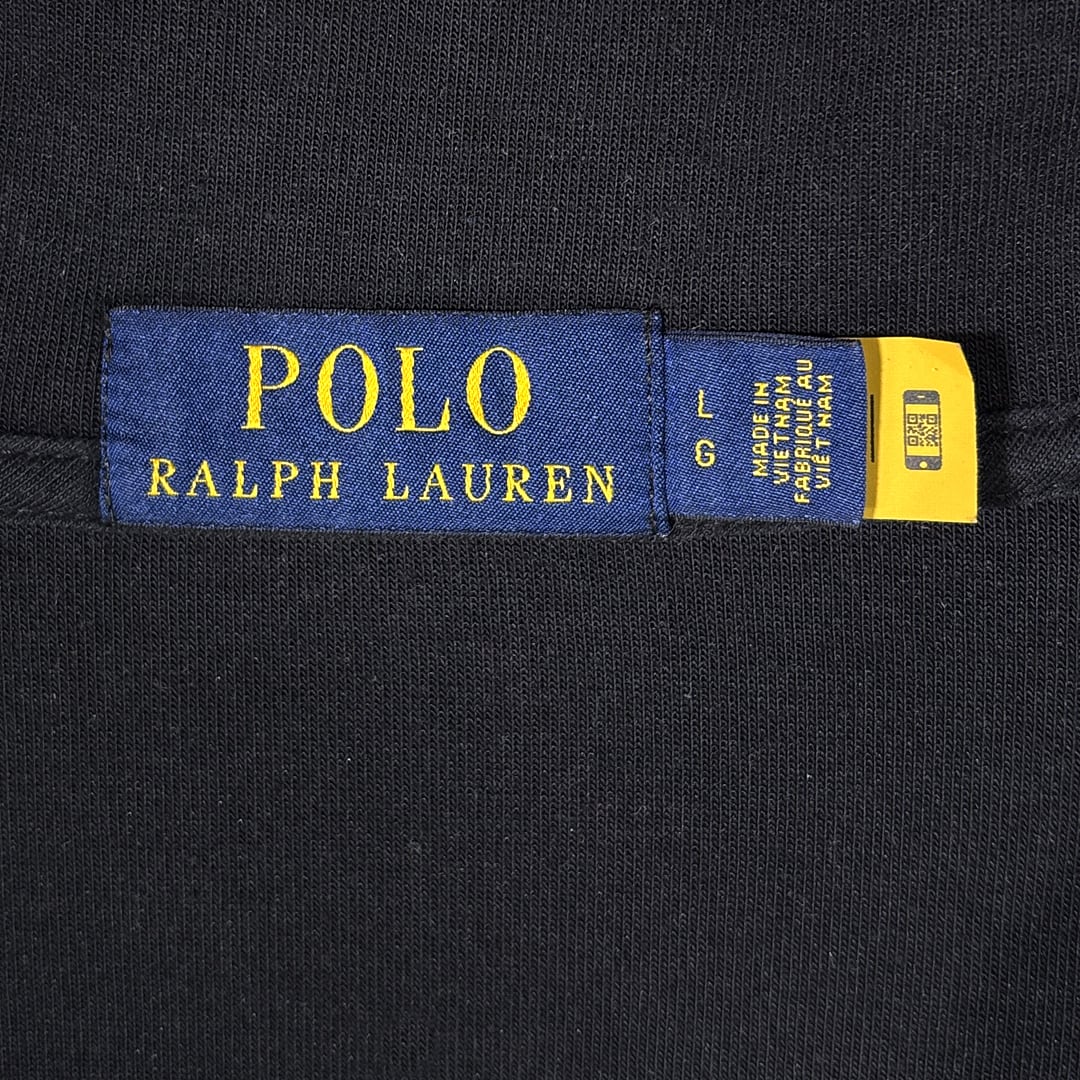 POLO
RALPH LAUREN
L
G
MADE IN
VIETNAM
FABRIQUÉ AU
VIÊT NAM